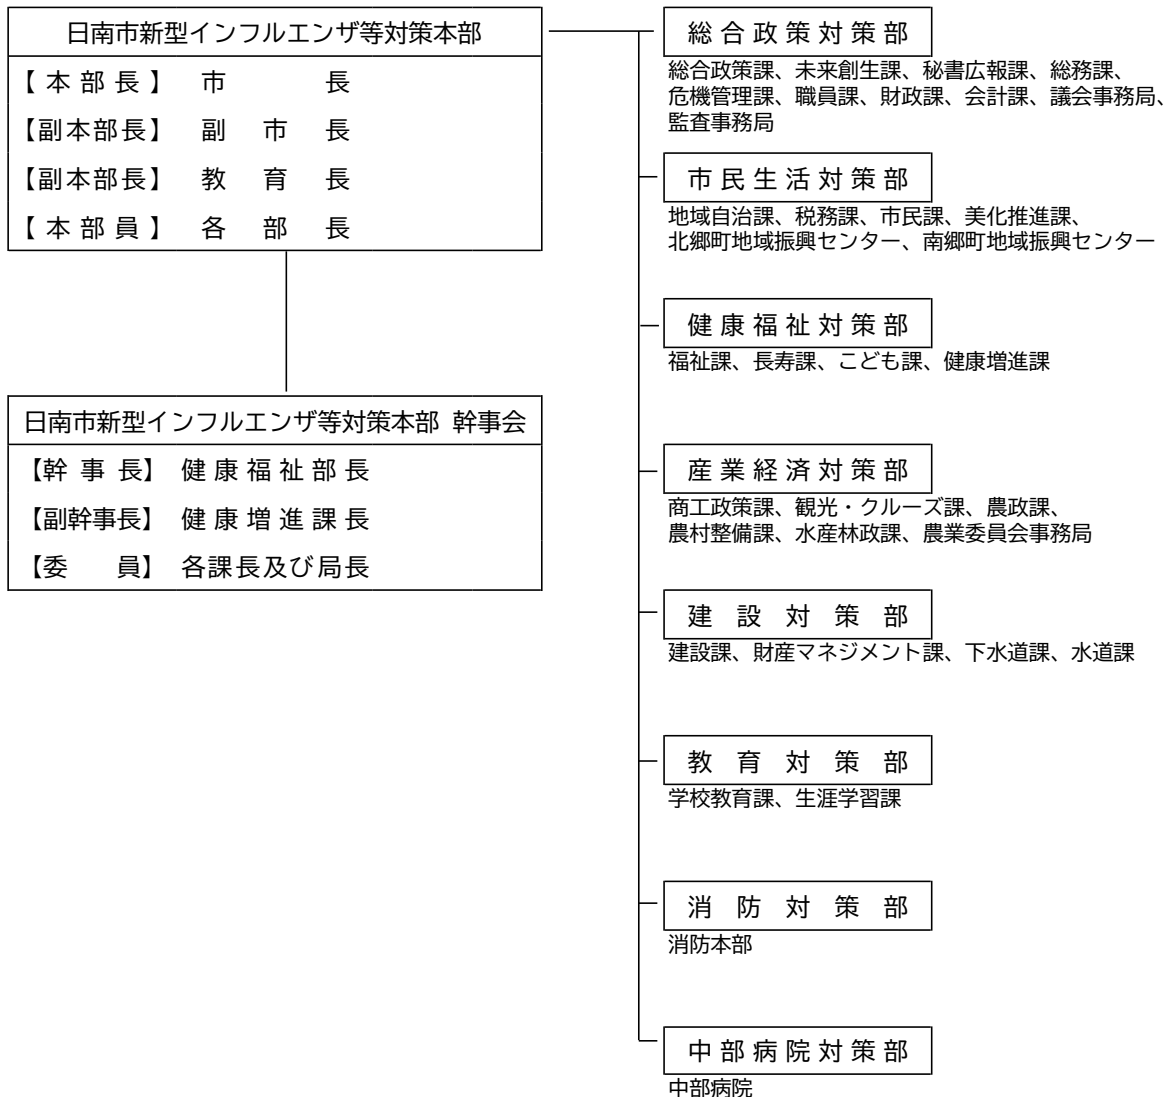 日南市新型インフルエンザ等対策本部
【本部長】 市長
【副本部長】 副市長
【副本部長】 教育長
【本部員】 各部長
日南市新型インフルエンザ等対策本部 幹事会
【幹事長】 健康福祉部長
【副幹事長】 健康増進課長
【委員】 各課長及び局長
総合政策対策部
総合政策課、未来創生課、秘書広報課、総務課、
危機管理課、職員課、財政課、会計課、議会事務局、
監査事務局
市民生活対策部
地域自治課、税務課、市民課、美化推進課、
北郷町地域振興センター、南郷町地域振興センター
健康福祉対策部
福祉課、長寿課、こども課、健康増進課
産業経済対策部
商工政策課、観光・クルーズ課、農政課、
農村整備課、水産林政課、農業委員会事務局
建設対策部
建設課、財産マネジメント課、下水道課、水道課
教育対策部
学校教育課、生涯学習課
消防対策部
消防本部
中部病院対策部
中部病院